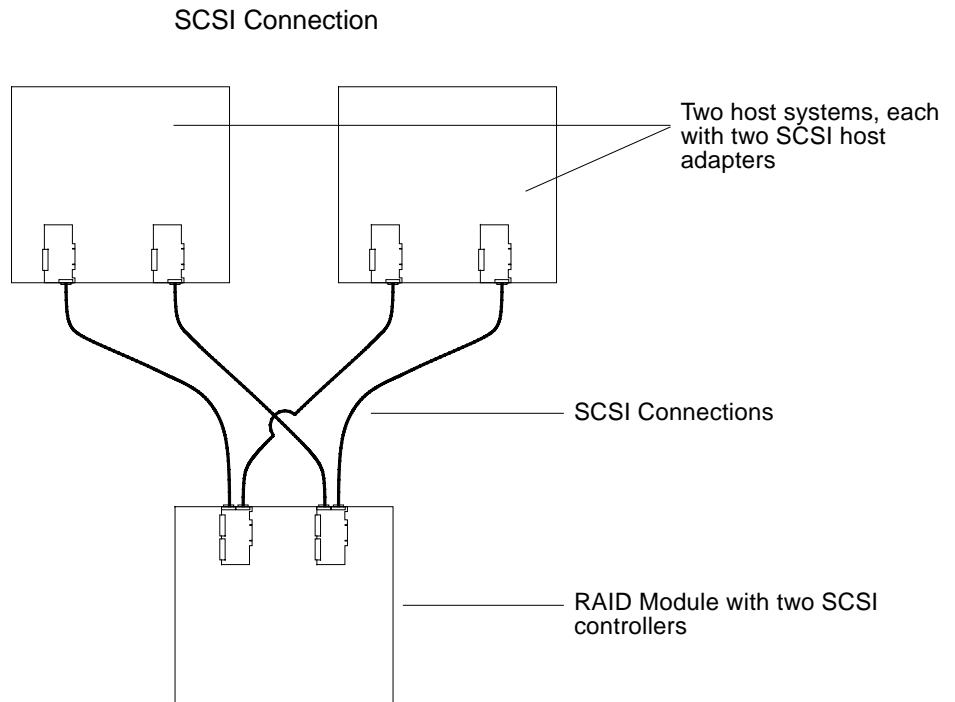 SCSI Connection
Two host systems, each
with two SCSI host
adapters
SCSI Connections
RAID Module with two SCSI
controllers